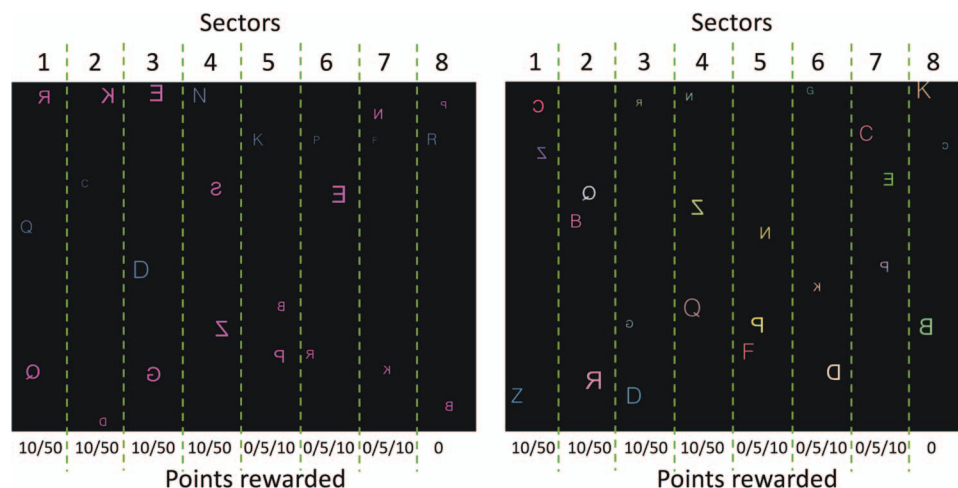 Sectors
1 2 3 4 5 6 7 8
R K E N P
N
K P F R
C
S E
Q
D
B
Z
P R
Q G K
B
D
10/50 10/50 10/50 10/50 0/5/10 0/5/10 0/5/10 0
Points rewarded
Sectors
1 2 3 4 5 6 7 8
G K
C R N
C
Z C
E
Q
Z
B
N
P
K
Q
G P B
F
R D
Z D
10/50 10/50 10/50 10/50 0/5/10 0/5/10 0/5/10 0
Points rewarded